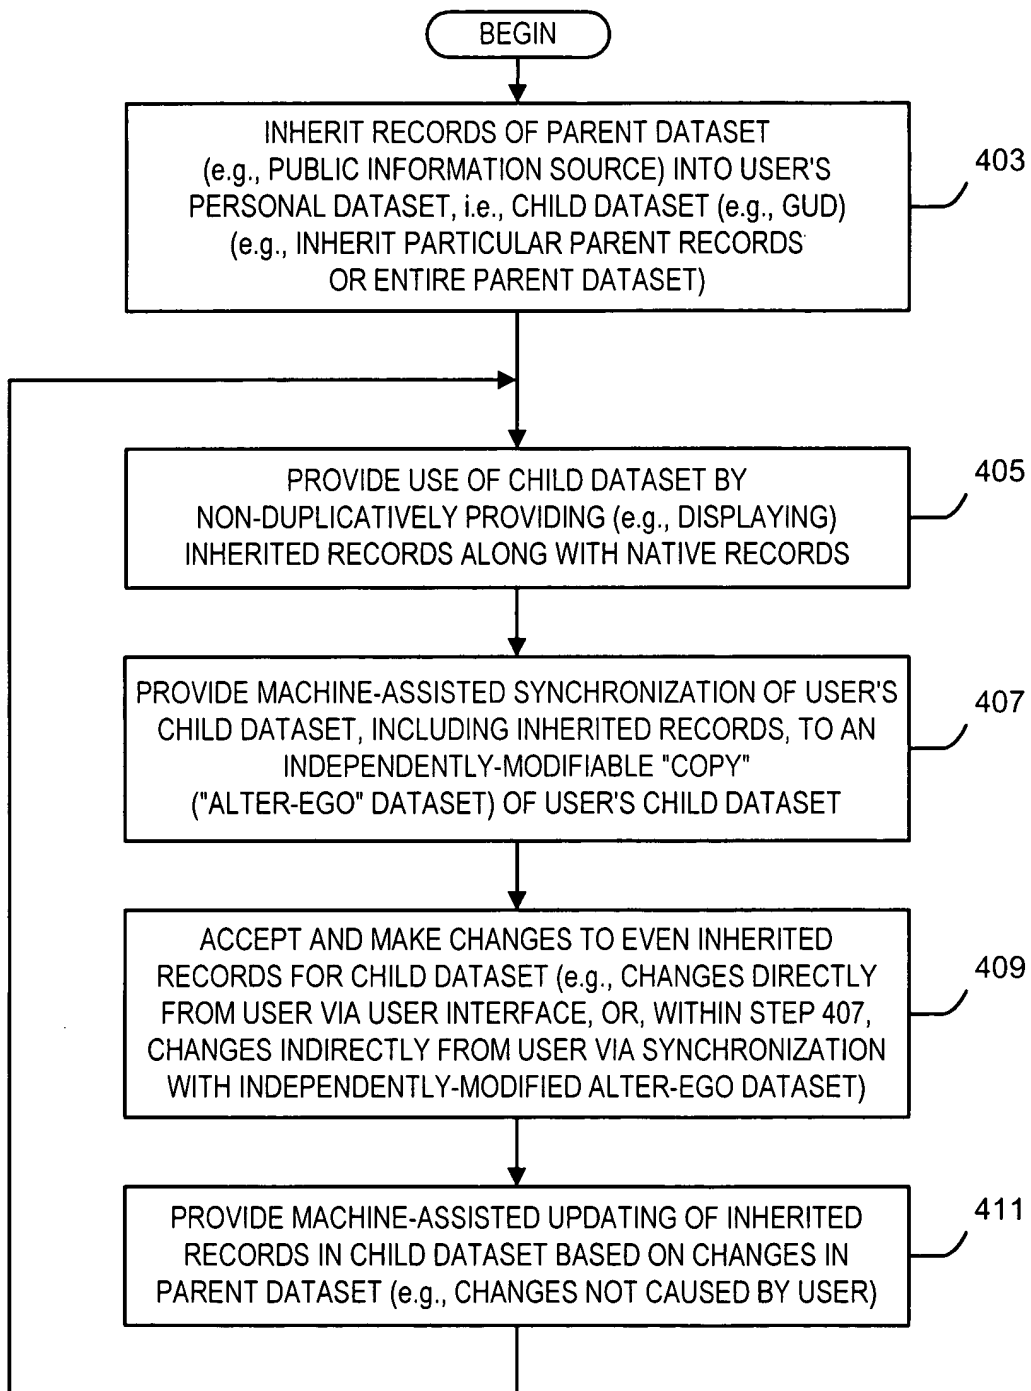 BEGIN
INHERIT RECORDS OF PARENT DATASET
(e.g., PUBLIC INFORMATION SOURCE) INTO USER'S
PERSONAL DATASET, i.e., CHILD DATASET (e.g., GUD)
(e.g., INHERIT PARTICULAR PARENT RECORDS
OR ENTIRE PARENT DATASET)
403
PROVIDE USE OF CHILD DATASET BY
NON-DUPLICATIVELY PROVIDING (e.g., DISPLAYING)
INHERITED RECORDS ALONG WITH NATIVE RECORDS
405
PROVIDE MACHINE-ASSISTED SYNCHRONIZATION OF USER'S
CHILD DATASET, INCLUDING INHERITED RECORDS, TO AN
INDEPENDENTLY-MODIFIABLE "COPY"
("ALTER-EGO" DATASET) OF USER'S CHILD DATASET
407
ACCEPT AND MAKE CHANGES TO EVEN INHERITED
RECORDS FOR CHILD DATASET (e.g., CHANGES DIRECTLY
FROM USER VIA USER INTERFACE, OR, WITHIN STEP 407,
CHANGES INDIRECTLY FROM USER VIA SYNCHRONIZATION
WITH INDEPENDENTLY-MODIFIED ALTER-EGO DATASET)
409
PROVIDE MACHINE-ASSISTED UPDATING OF INHERITED
RECORDS IN CHILD DATASET BASED ON CHANGES IN
PARENT DATASET (e.g., CHANGES NOT CAUSED BY USER)
411